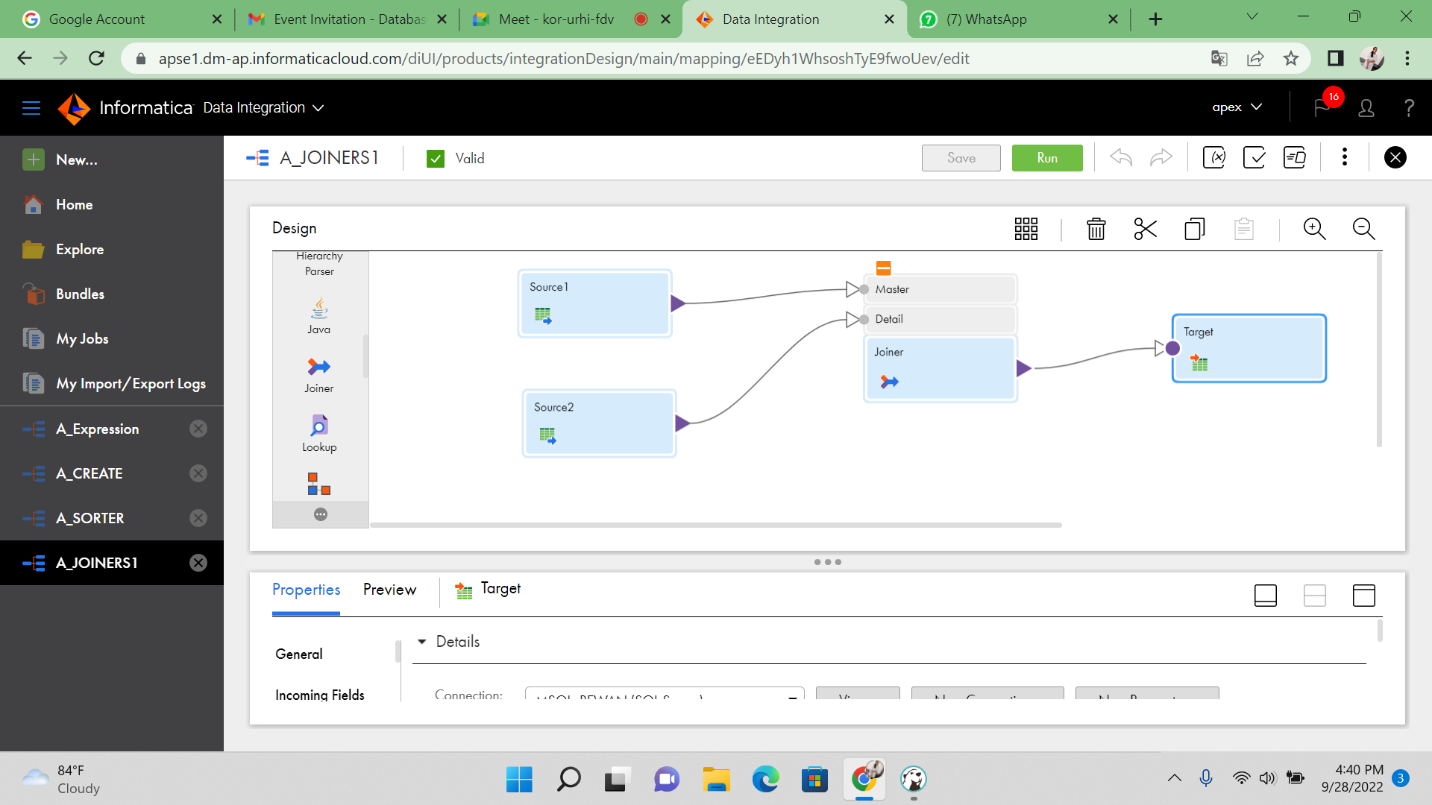 Google Account
Event Invitation - Databas
Meet - kor-urhi-fdv
Data Integration
(7) WhatsApp
apse1.dm-ap.informaticacloud.com/diUI/products/integrationDesign/main/mapping/eEDyh1WhsoshTyE9fwoUev/edit
Informatica Data Integration
apex
16
?
New...
Home
Explore
Bundles
My Jobs
My Import/Export Logs
A_Expression
A_CREATE
A_SORTER
A_JOINERS1
A_JOINERS1
Valid
Save
Run
Design
Hierarchy
Parser
Java
Joiner
Lookup
Source1
Source2
Master
Detail
Joiner
Target
Properties
Preview
Target
General
Incoming Fields
Details
Connection:
84°F
Cloudy
4:40 PM
9/28/2022
3